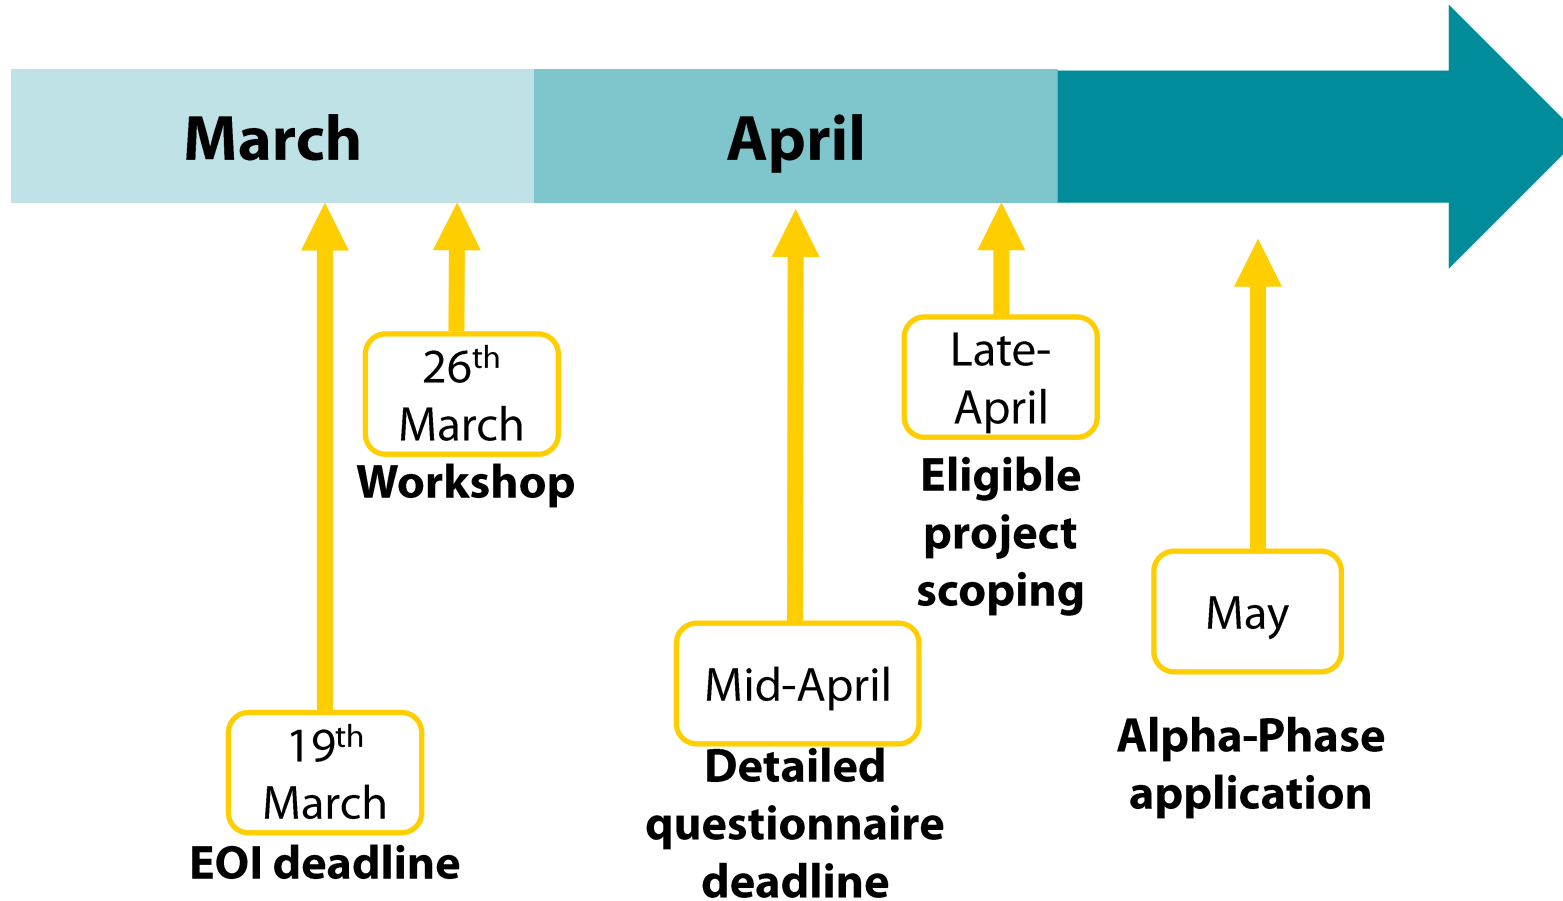 March
April
19th
March
EOI deadline
26th
March
Workshop
Mid-April
Detailed
questionnaire
deadline
Late-
April
Eligible
project
scoping
May
Alpha-Phase
application